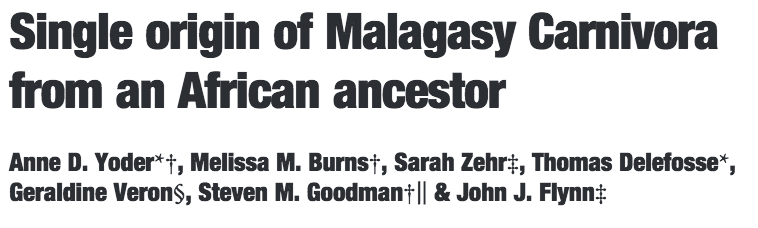 Single origin of Malagasy Carnivora
from an African ancestor
Anne D. Yoder*†, Melissa M. Burns†, Sarah Zehr‡, Thomas Delefosse*,
Geraldine Veron§, Steven M. Goodman†|| & John J. Flynn‡